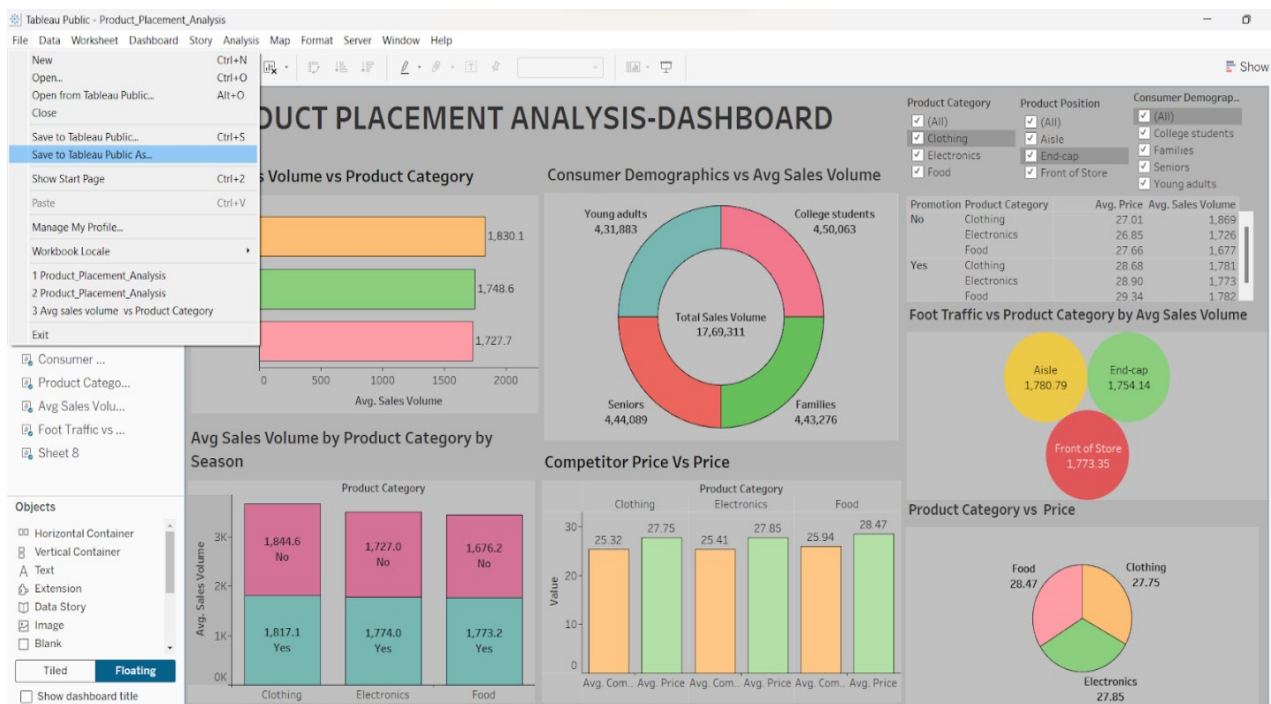 Tableau Public - Product_Placement_Analysis
File Data Worksheet Dashboard Story Analysis Map Format Server Window Help
New Ctrl+N
Open... Ctrl+O
Open from Tableau Public... Alt+O
Close
Save to Tableau Public... Ctrl+S
Save to Tableau Public As...
Show Start Page Ctrl+2
Paste Ctrl+V
Manage My Profile...
Workbook Locale
1 Product_Placement_Analysis
2 Product_Placement_Analysis
3 Avg sales volume vs Product Category
Exit
Show
DUCT PLACEMENT ANALYSIS-DASHBOARD
Product Category
(All)
Clothing
Electronics
Food
Product Position
(All)
Aisle
End-cap
Front of Store
Consumer Demograp..
(All)
College students
Families
Seniors
Young adults
s Volume vs Product Category
1,830.1
1,748.6
1,727.7
0 500 1000 1500 2000
Avg. Sales Volume
Consumer Demographics vs Avg Sales Volume
Young adults
4,31,883
College students
4,50,063
Total Sales Volume
17,69,311
Seniors
4,44,089
Families
4,43,276
Promotion Product Category Avg. Price Avg. Sales Volume
No Clothing 27.01 1,869
Electronics 26.85 1,726
Food 27.66 1,677
Yes Clothing 28.68 1,781
Electronics 28.90 1,773
Food 29.34 1,782
Foot Traffic vs Product Category by Avg Sales Volume
Aisle
1,780.79
End-cap
1,754.14
Front of Store
1,773.35
Consumer ...
Product Catego...
Avg Sales Volu...
Foot Traffic vs ...
Sheet 8
Objects
Horizontal Container
Vertical Container
Text
Extension
Data Story
Image
Blank
Tiled Floating
Show dashboard title
Avg Sales Volume by Product Category by
Season
Product Category
Avg. Sales Volume
3K
2K
1K
0K
1,844.6
No
1,727.0
No
1,676.2
No
1,817.1
Yes
1,774.0
Yes
1,773.2
Yes
Clothing Electronics Food
Competitor Price Vs Price
Product Category
Clothing Electronics Food
Value
30
20
10
0
25.32 27.75 25.41 27.85 25.94 28.47
Avg. Com.. Avg. Price Avg. Com.. Avg. Price Avg. Com.. Avg. Price
Product Category vs Price
Food
28.47
Clothing
27.75
Electronics
27.85